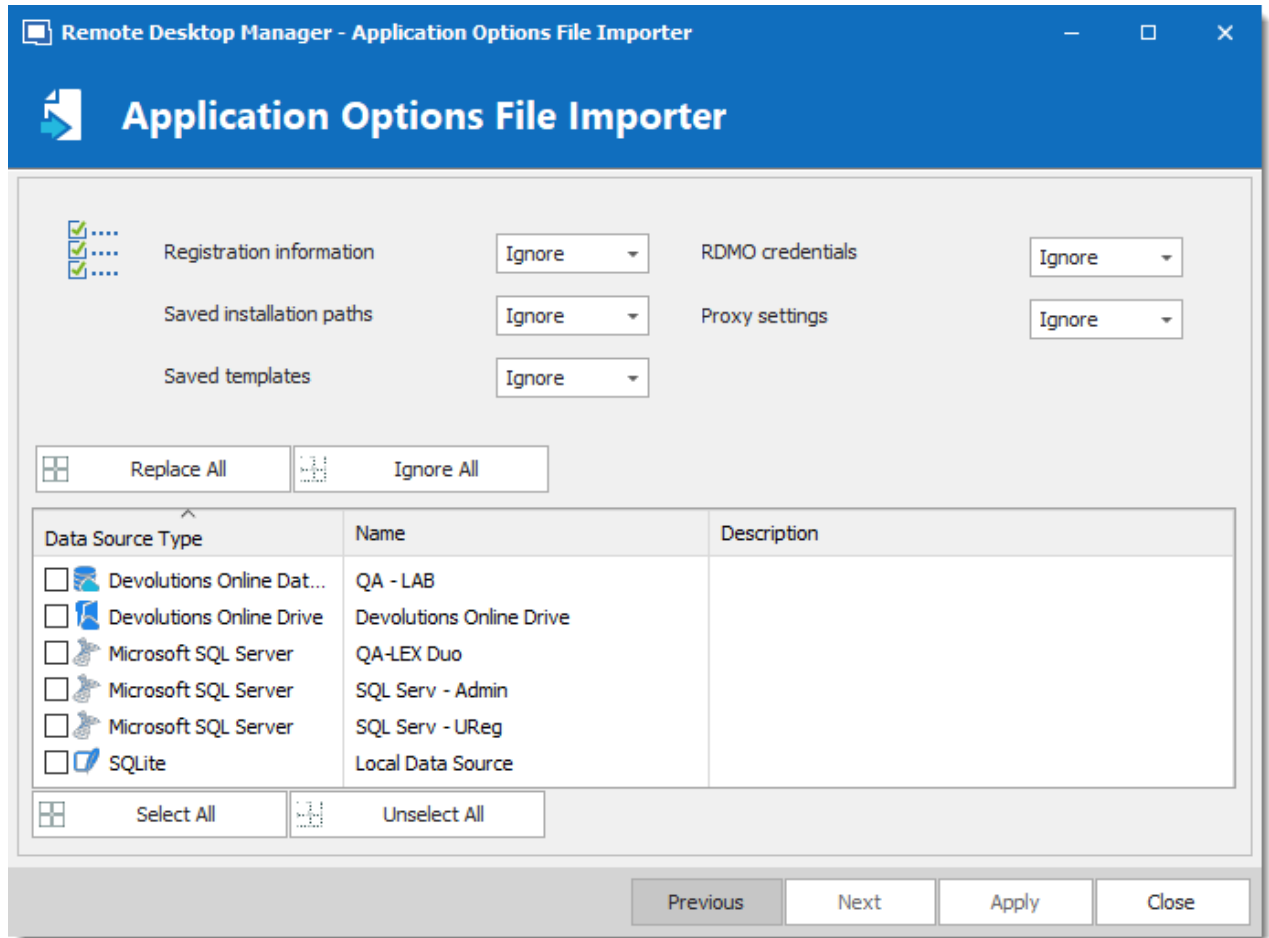 Remote Desktop Manager - Application Options File Importer
Application Options File Importer
Registration information Ignore RDMO credentials Ignore
Saved installation paths Ignore Proxy settings Ignore
Saved templates Ignore
Replace All Ignore All
Data Source Type Name Description
Devolutions Online Dat... QA - LAB
Devolutions Online Drive Devolutions Online Drive
Microsoft SQL Server QA-LEX Duo
Microsoft SQL Server SQL Serv - Admin
Microsoft SQL Server SQL Serv - UReg
SQLite Local Data Source
Select All Unselect All
Previous Next Apply Close